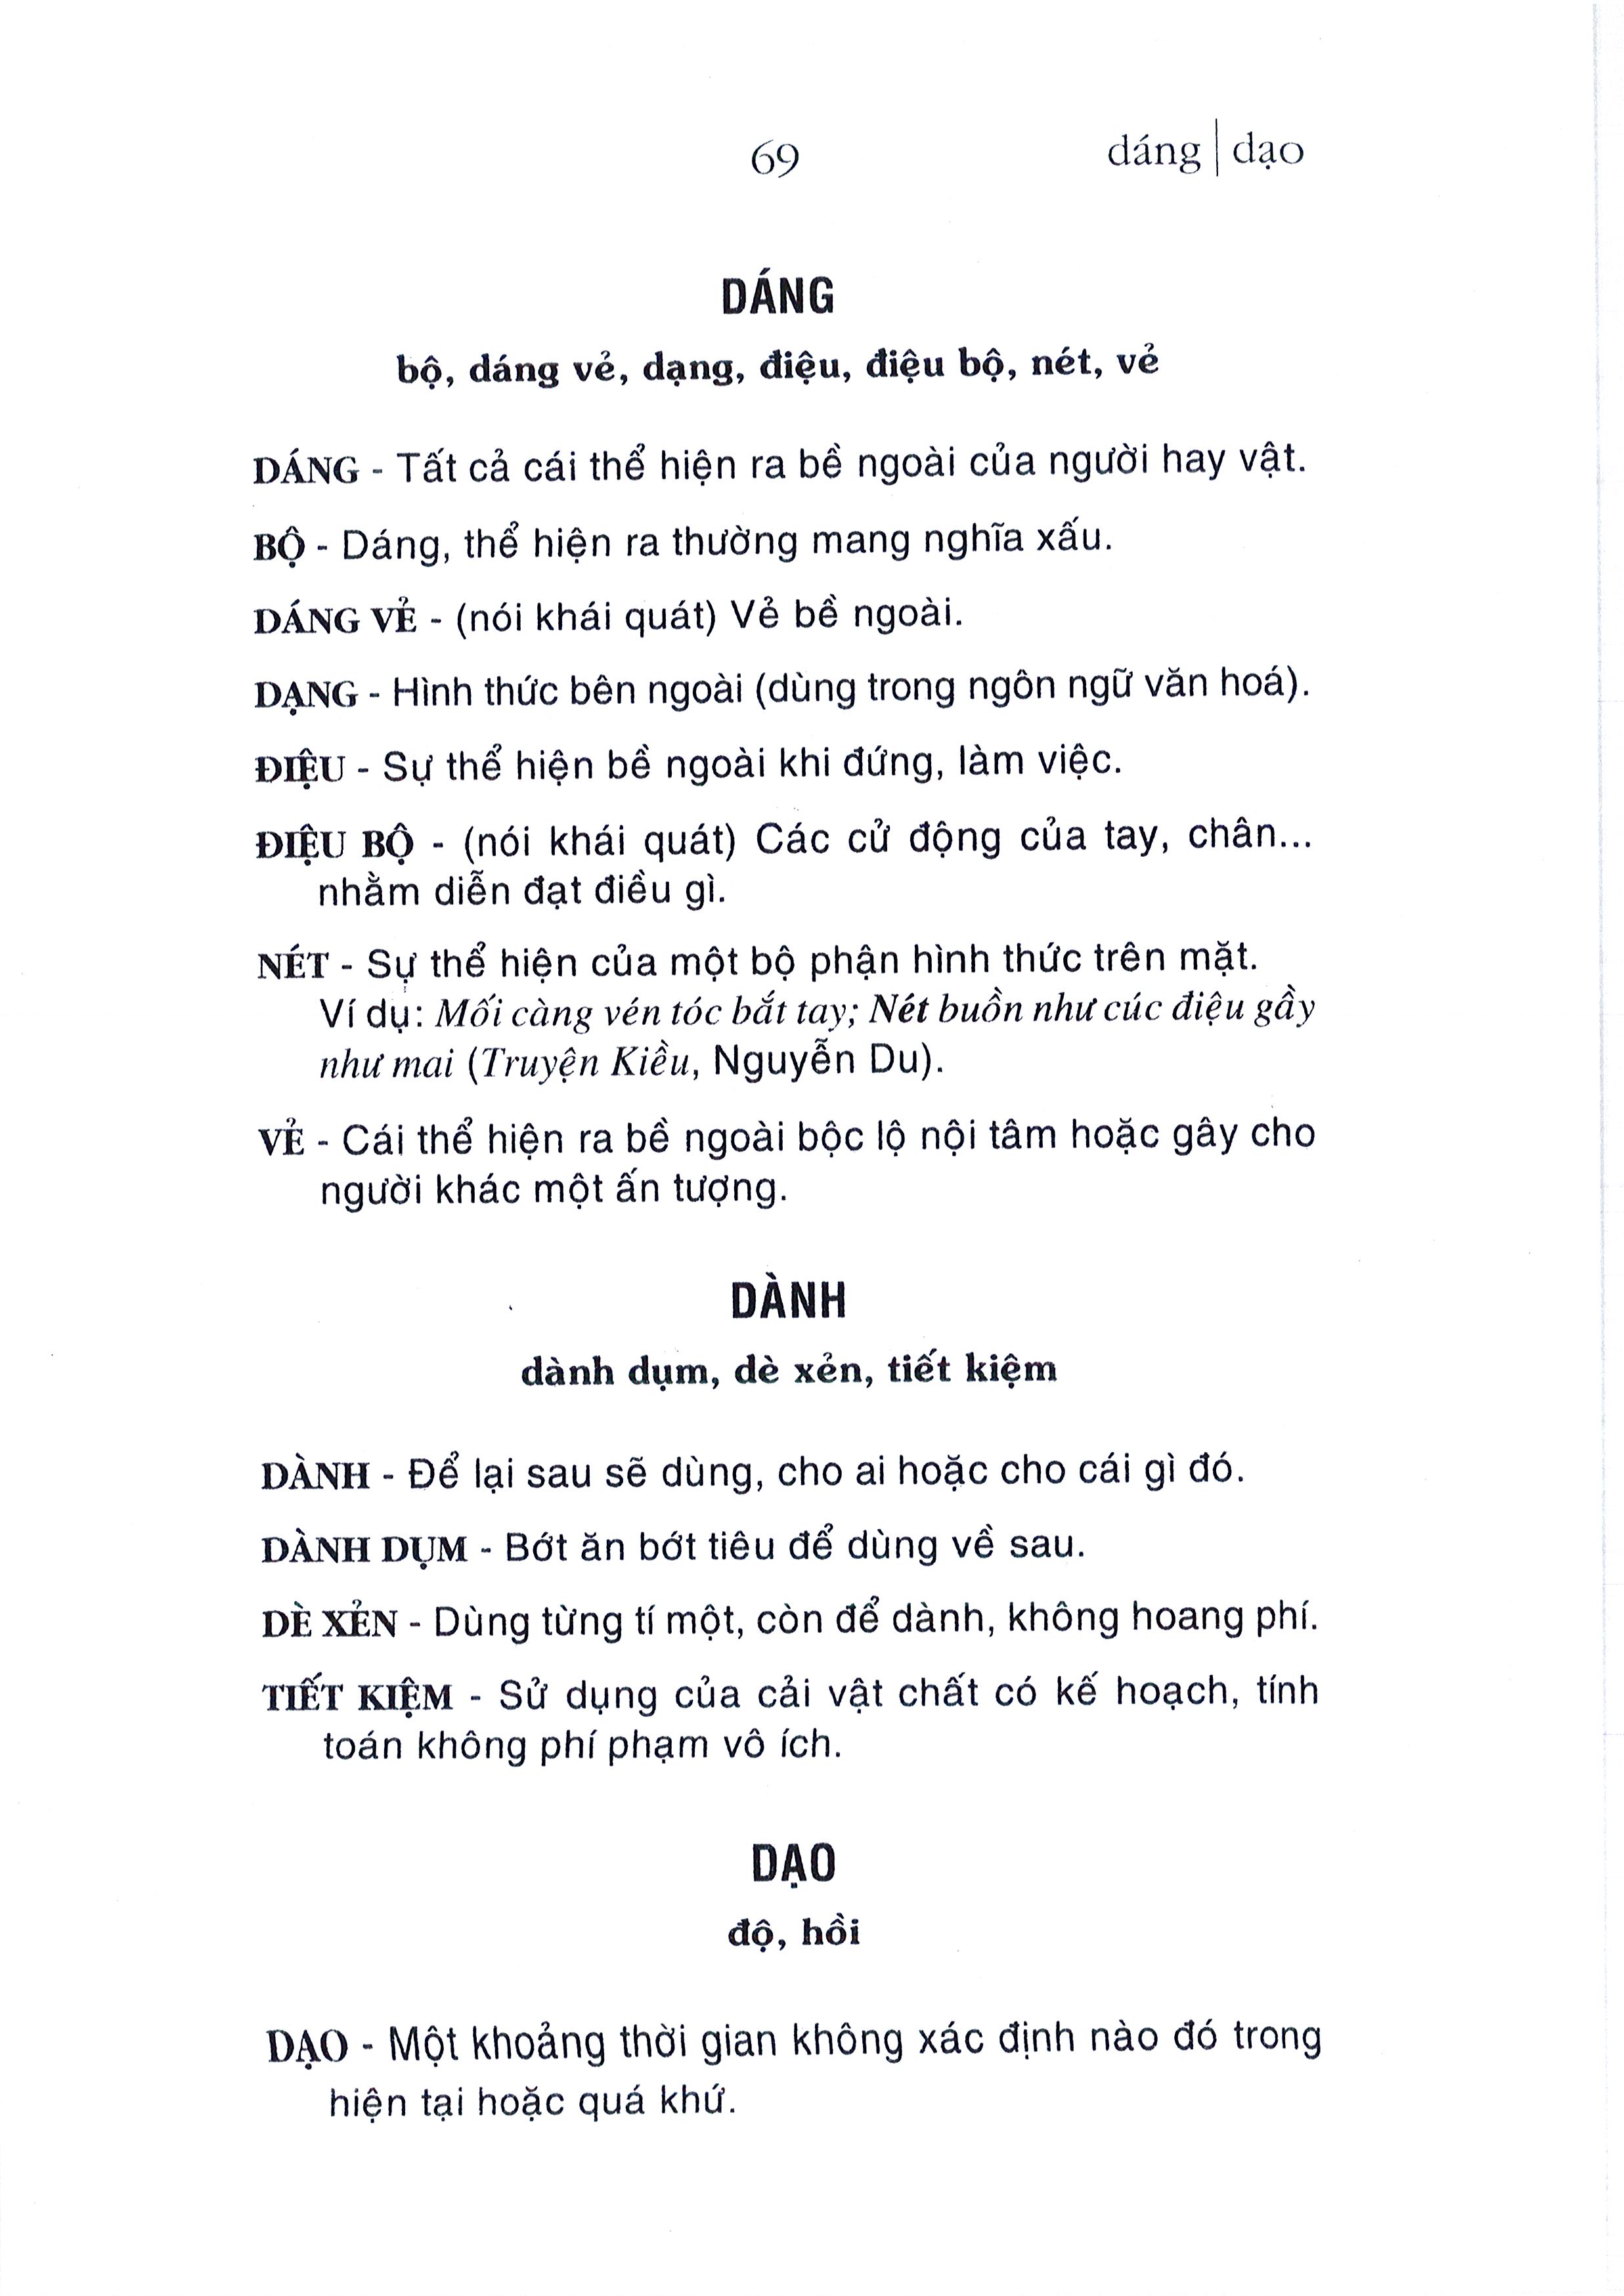 69
dáng | dạo
DÁNG
bộ, dáng vẻ, dạng, điệu, điệu bộ, nét, vẻ
DÁNG - Tất cả cái thể hiện ra bề ngoài của người hay vật.
BỘ - Dáng, thể hiện ra thường mang nghĩa xấu.
DÁNG VẺ - (nói khái quát) Vẻ bề ngoài.
DẠNG - Hình thức bên ngoài (dùng trong ngôn ngữ văn hoá).
ĐIỆU - Sự thể hiện bề ngoài khi đứng, làm việc.
ĐIỆU BỘ - (nói khái quát) Các cử động của tay, chân...
nhằm diễn đạt điều gì.
NÉT - Sự thể hiện của một bộ phận hình thức trên mặt.
Ví dụ: Mối càng vén tóc bắt tay; Nét buồn như cúc điệu gầy
như mai (Truyện Kiều, Nguyễn Du).
VẺ - Cái thể hiện ra bề ngoài bộc lộ nội tâm hoặc gây cho
người khác một ấn tượng.
DÀNH
dành dụm, dè xẻn, tiết kiệm
DÀNH - Để lại sau sẽ dùng, cho ai hoặc cho cái gì đó.
DÀNH DỤM - Bớt ăn bớt tiêu để dùng về sau.
DÈ XẺN - Dùng từng tí một, còn để dành, không hoang phí.
TIẾT KIỆM - Sử dụng của cải vật chất có kế hoạch, tính
toán không phí phạm vô ích.
DẠO
độ, hồi
DẠO - Một khoảng thời gian không xác định nào đó trong
hiện tại hoặc quá khứ.